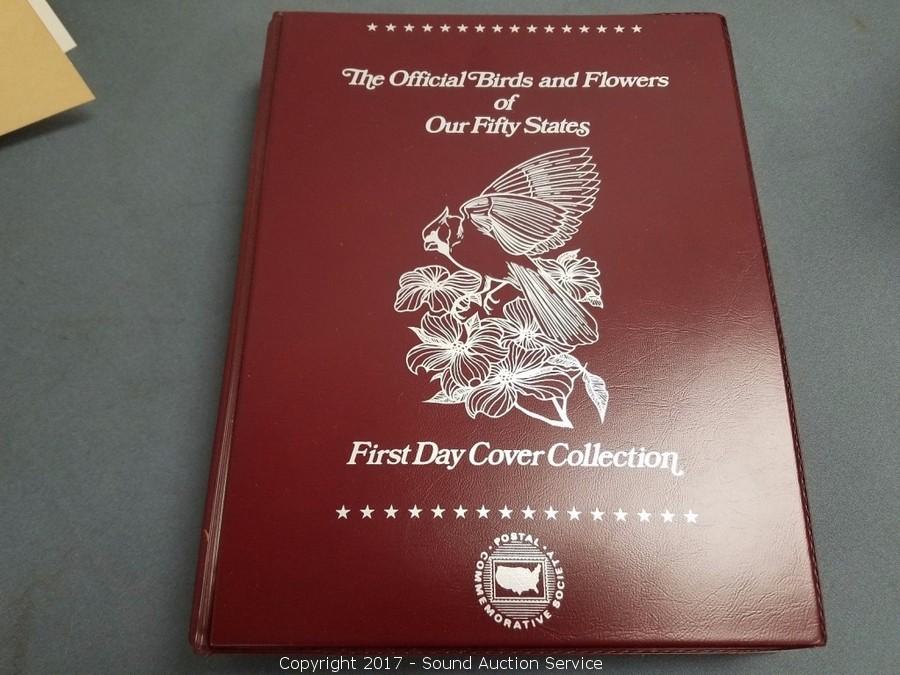 The Official Birds and Flowers
of
Our Fifty States
First Day Cover Collection
POSTAL
COMMEMORATIVE SOCIETY
Copyright 2017 - Sound Auction Service